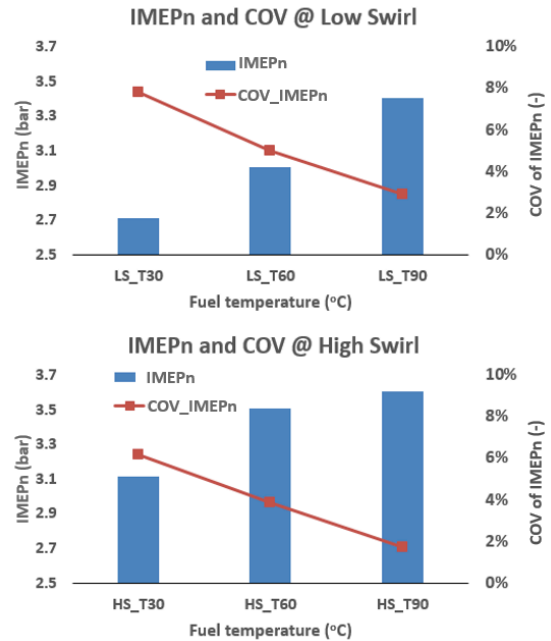 IMEPn and COV @ Low Swirl
3.7
3.5
3.3
3.1
2.9
2.7
2.5
IMEPn (bar)
IMEPn
COV_IMEPn
10%
8%
6%
4%
2%
0%
COV of IMEPn (-)
LS_T30 LS_T60 LS_T90
Fuel temperature (°C)
IMEPn and COV @ High Swirl
3.7
3.5
3.3
3.1
2.9
2.7
2.5
IMEPn (bar)
IMEPn
COV_IMEPn
10%
8%
6%
4%
2%
0%
COV of IMEPn (-)
HS_T30 HS_T60 HS_T90
Fuel temperature (°C)